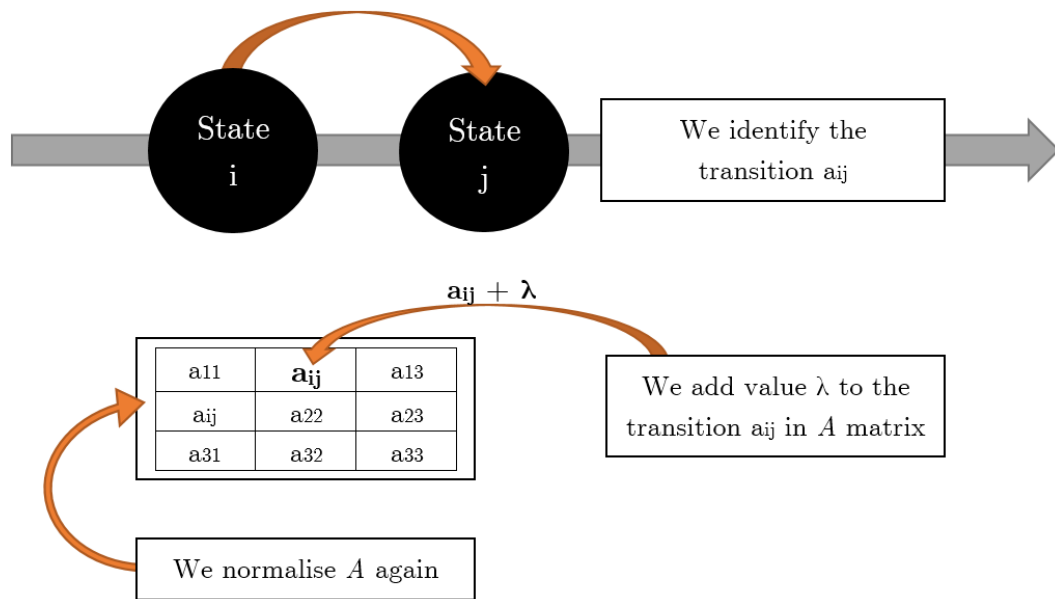 State
i
State
j
We identify the
transition aij
aij + λ
a11 aij a13
aij a22 a23
a31 a32 a33
We add value λ to the
transition aij in A matrix
We normalise A again